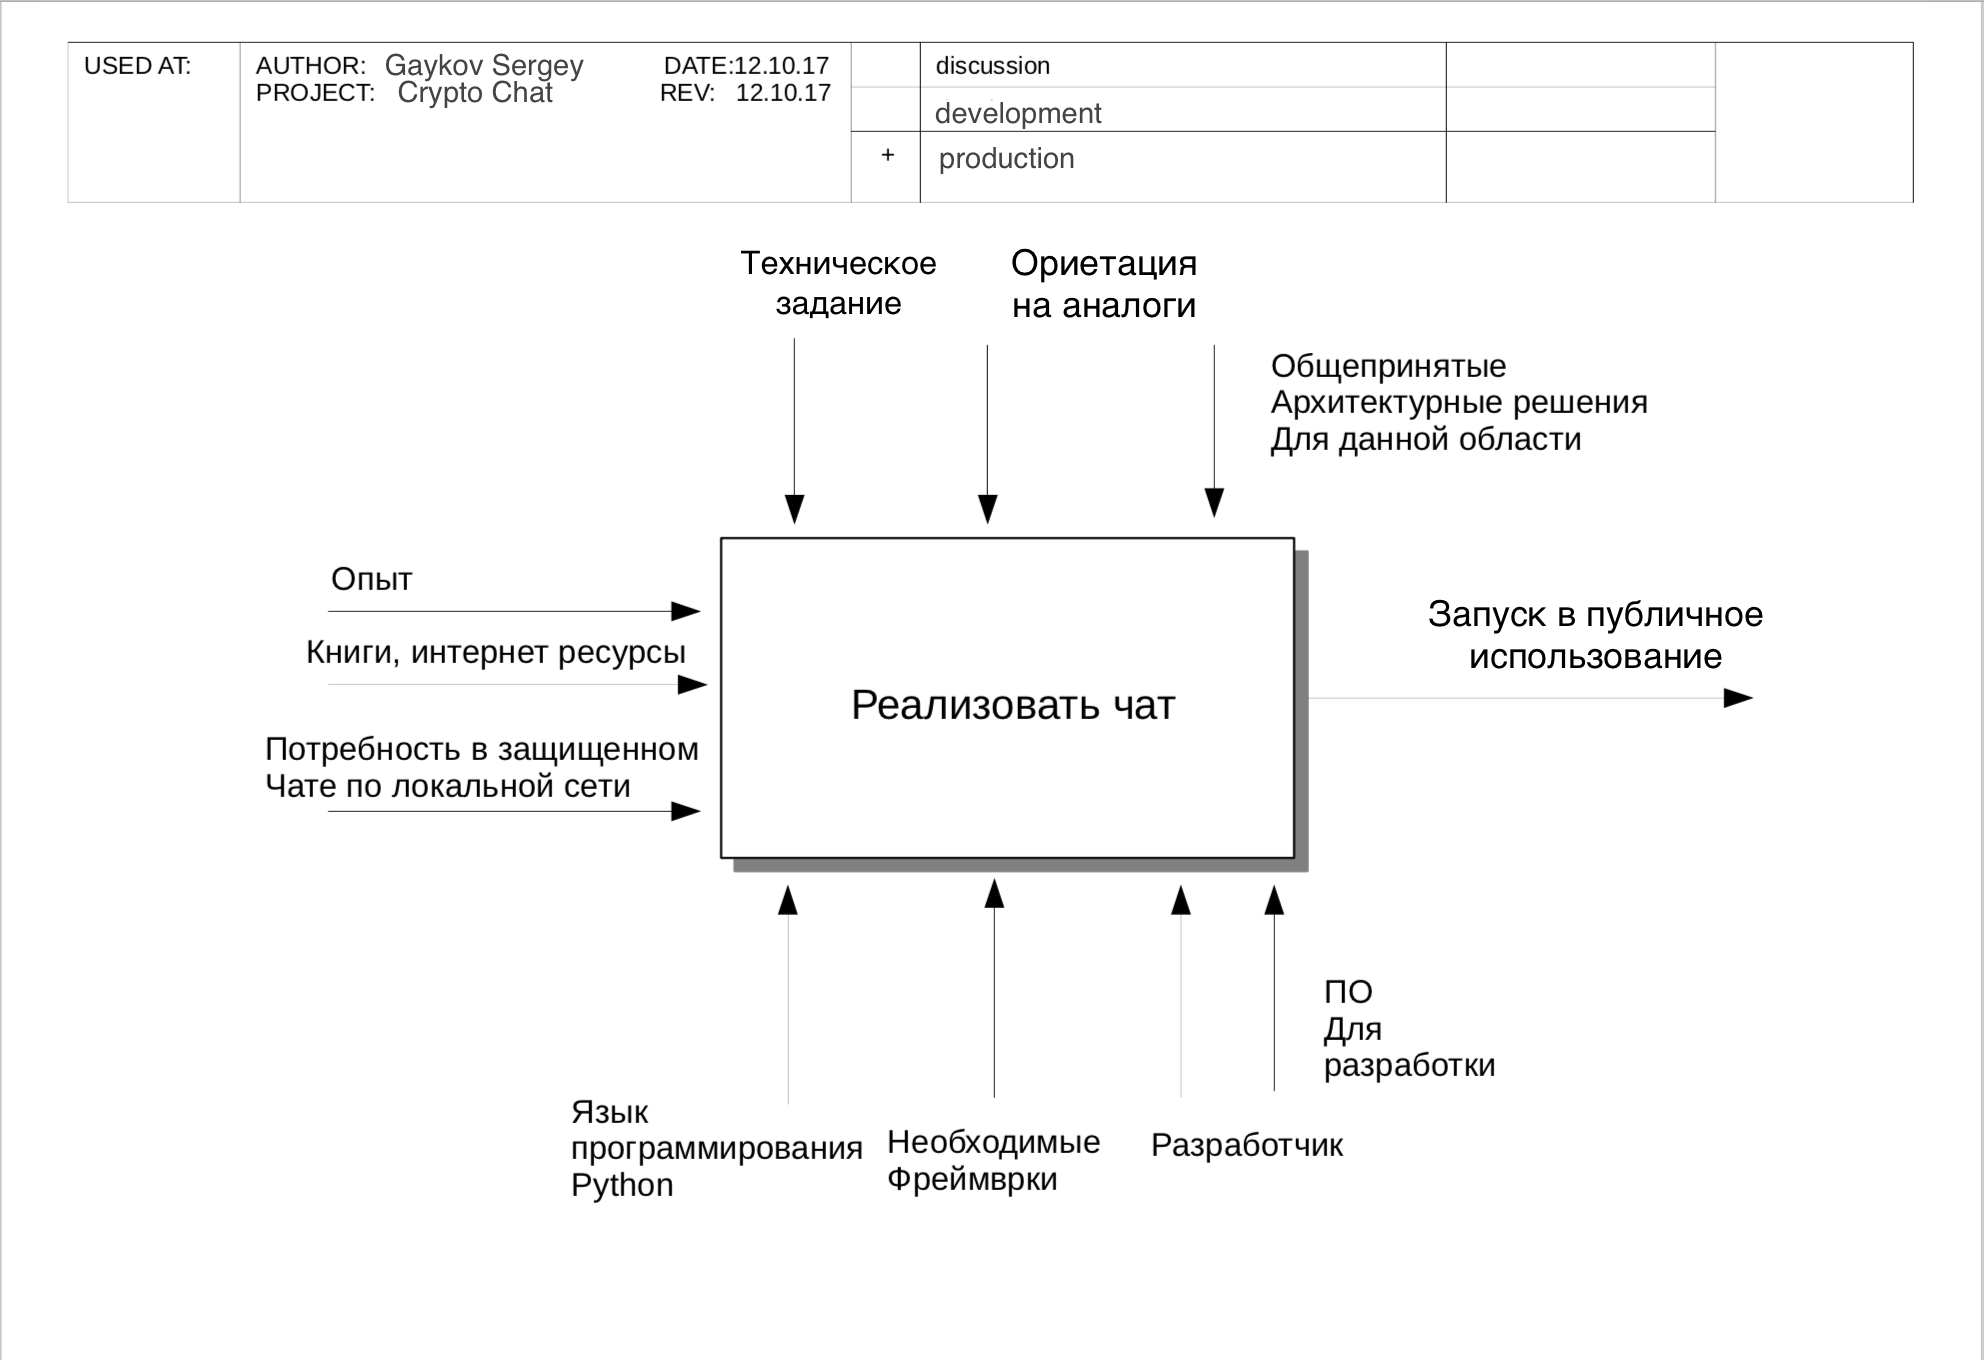 USED AT:
AUTHOR: Gaykov Sergey DATE:12.10.17
PROJECT: Crypto Chat REV: 12.10.17
discussion
development
+ production
Техническое
задание
Ориетация
на аналоги
Общепринятые
Архитектурные решения
Для данной области
Опыт
Книги, интернет ресурсы
Потребность в защищенном
Чате по локальной сети
Реализовать чат
Запуск в публичное
использование
Язык
программирования
Python
Необходимые
Фреймврки
Разработчик
ПО
Для
разработки